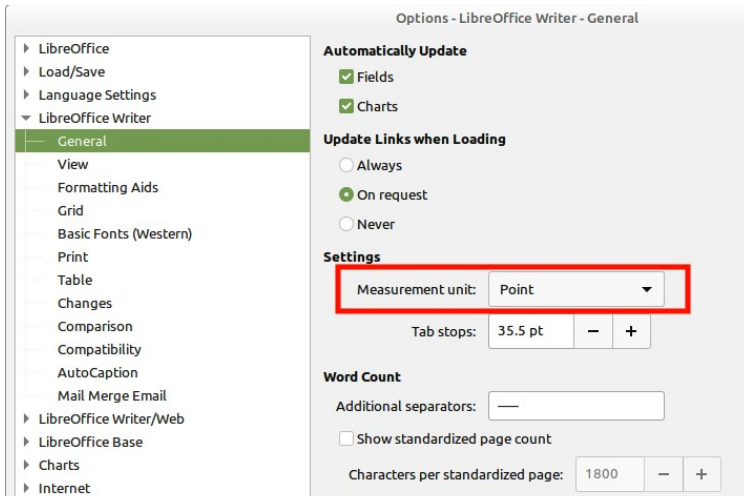 Options - LibreOffice Writer - General
LibreOffice
Load/Save
Language Settings
LibreOffice Writer
General
View
Formatting Aids
Grid
Basic Fonts (Western)
Print
Table
Changes
Comparison
Compatibility
AutoCaption
Mail Merge Email
LibreOffice Writer/Web
LibreOffice Base
Charts
Internet
Automatically Update
Fields
Charts
Update Links when Loading
Always
On request
Never
Settings
Measurement unit: Point
Tab stops: 35.5 pt − +
Word Count
Additional separators: —
Show standardized page count
Characters per standardized page: 1800 − +